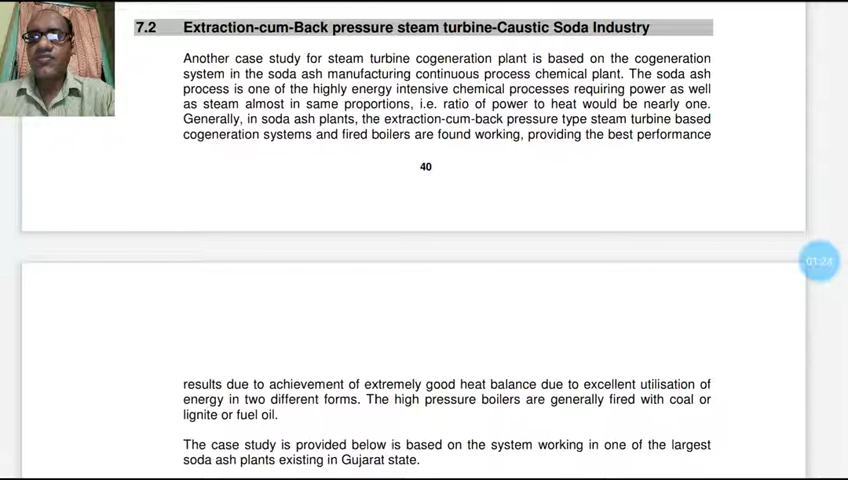 7.2 Extraction-cum-Back pressure steam turbine-Caustic Soda Industry
Another case study for steam turbine cogeneration plant is based on the cogeneration
system in the soda ash manufacturing continuous process chemical plant. The soda ash
process is one of the highly energy intensive chemical processes requiring power as well
as steam almost in same proportions, i.e. ratio of power to heat would be nearly one.
Generally, in soda ash plants, the extraction-cum-back pressure type steam turbine based
cogeneration systems and fired boilers are found working, providing the best performance
40
01:24
results due to achievement of extremely good heat balance due to excellent utilisation of
energy in two different forms. The high pressure boilers are generally fired with coal or
lignite or fuel oil.
The case study is provided below is based on the system working in one of the largest
soda ash plants existing in Gujarat state.